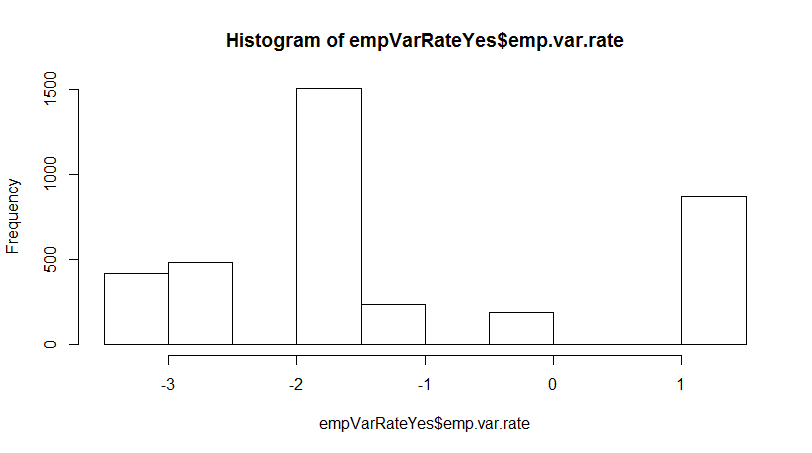 Histogram of empVarRateYes$emp.var.rate
1500
1000
500
0
Frequency
-3 -2 -1 0 1
empVarRateYes$emp.var.rate